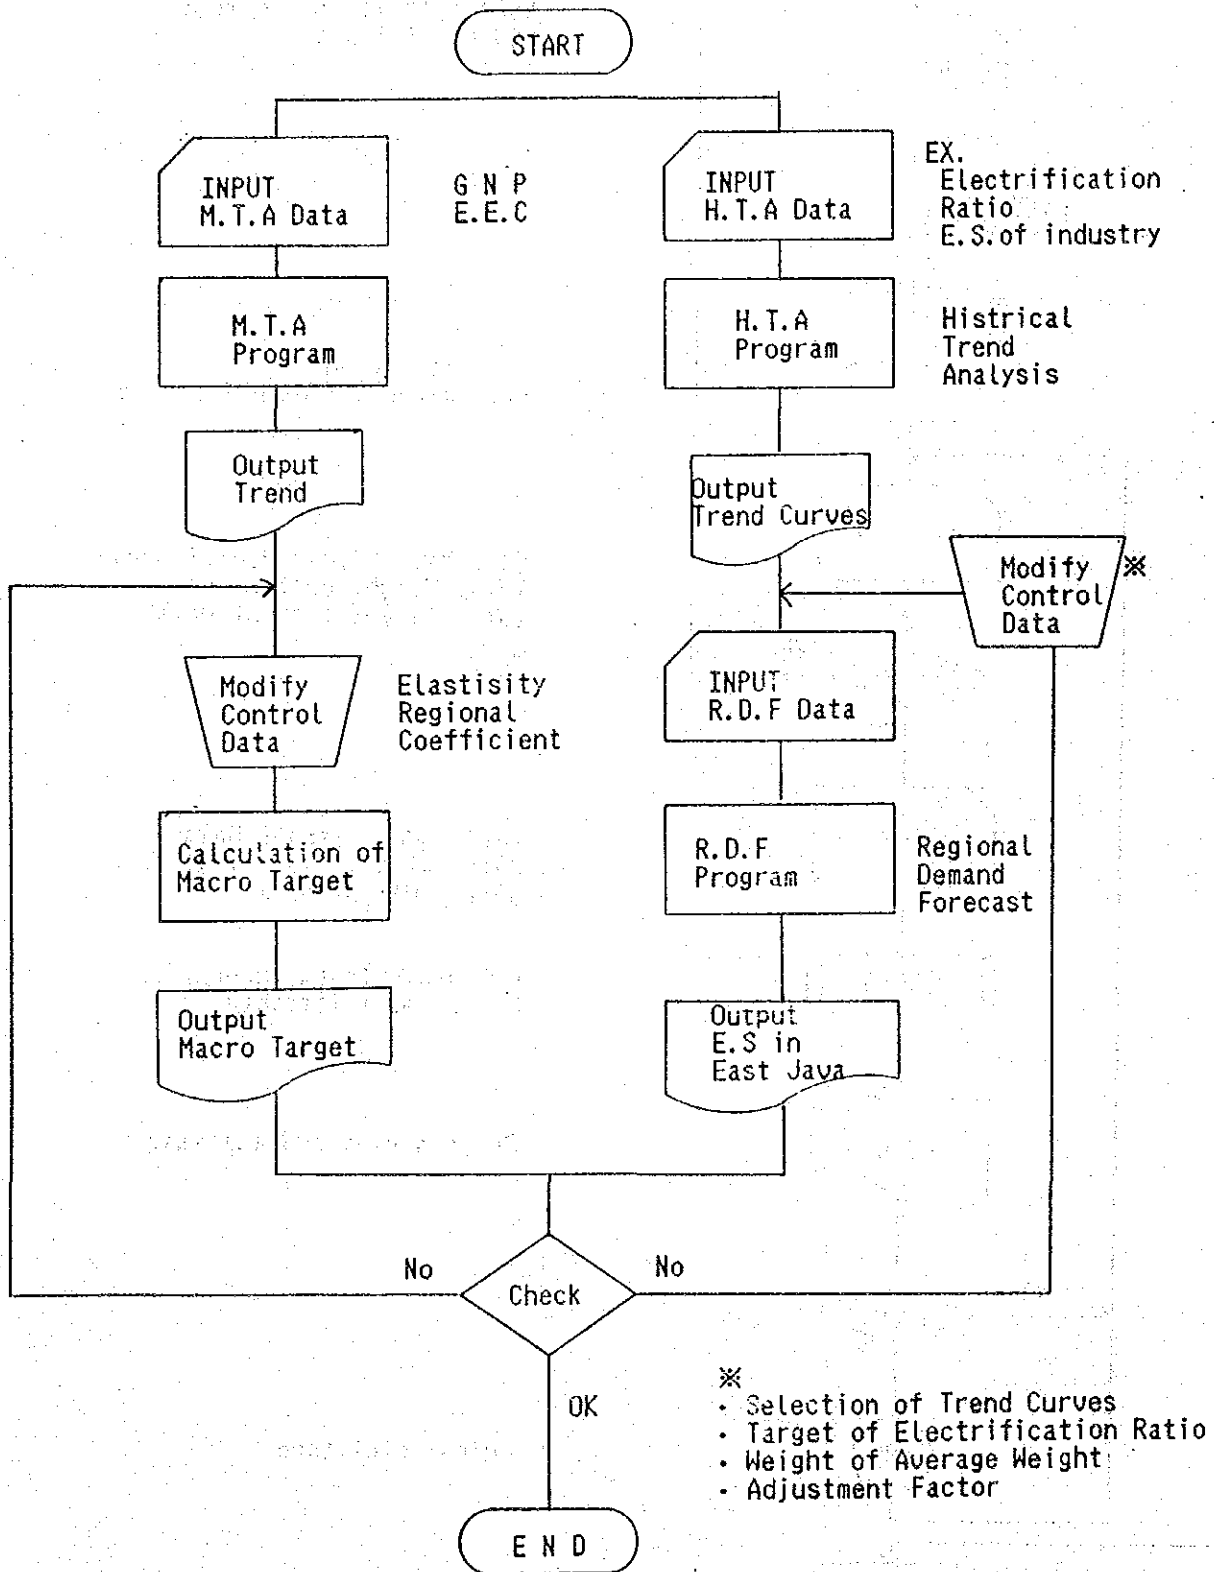 START
INPUT
M.T.A Data
G N P
E.E.C
INPUT
H.T.A Data
EX.
Electrification
Ratio
E.S.of industry
M.T.A
Program
H.T.A
Program
Histrical
Trend
Analysis
Output
Trend
Output
Trend Curves
Modify
Control
Data
※
Modify
Control
Data
Elastisity
Regional
Coefficient
INPUT
R.D.F Data
Calculation of
Macro Target
R.D.F
Program
Regional
Demand
Forecast
Output
Macro Target
Output
E.S in
East Java
No
Check
No
OK
※
· Selection of Trend Curves
· Target of Electrification Ratio
· Weight of Average Weight
· Adjustment Factor
E N D